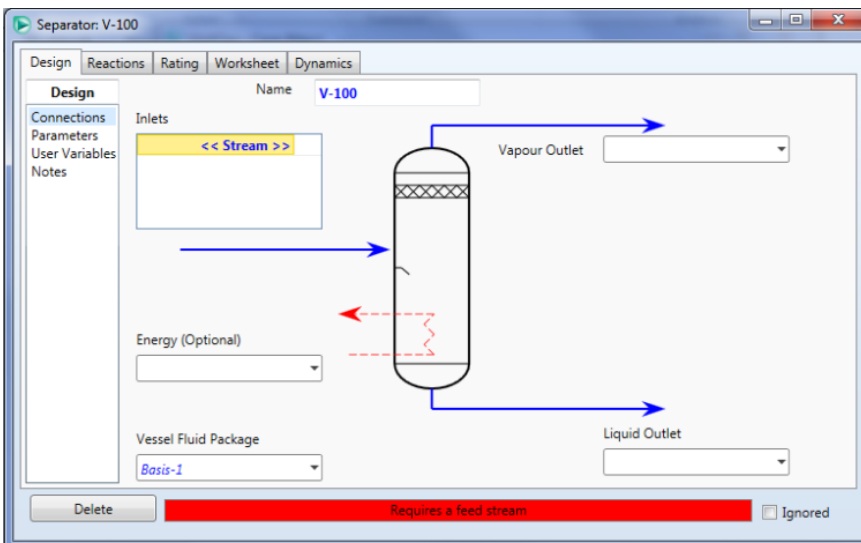 Separator: V-100
Design Reactions Rating Worksheet Dynamics
Design
Connections
Parameters
User Variables
Notes
Name V-100
Inlets
<< Stream >>
Vapour Outlet
Energy (Optional)
Vessel Fluid Package
Basis-1
Liquid Outlet
Delete
Requires a feed stream
Ignored